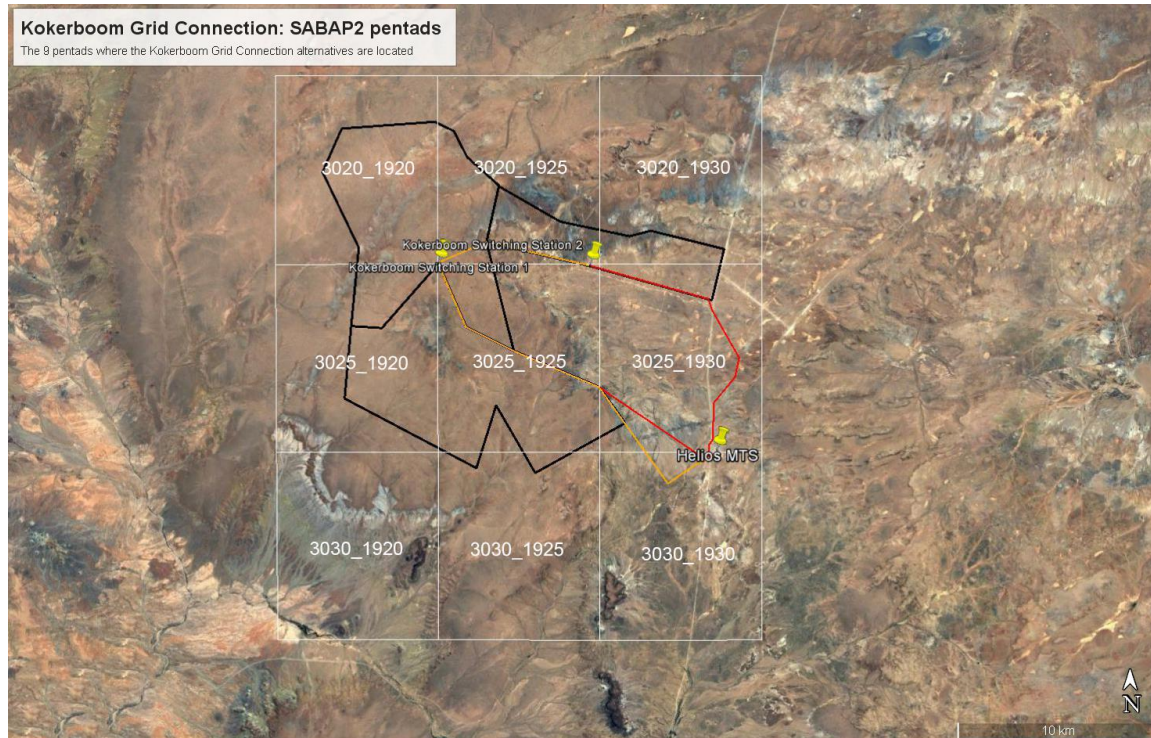 Kokerboom Grid Connection: SABAP2 pentads
The 9 pentads where the Kokerboom Grid Connection alternatives are located
3020_1920
3020_1925
3020_1930
Kokerboom Switching Station 2
Kokerboom Switching Station 1
3025_1920
3025_1925
3025_1930
Helios MTS
3030_1920
3030_1925
3030_1930
N
10 km